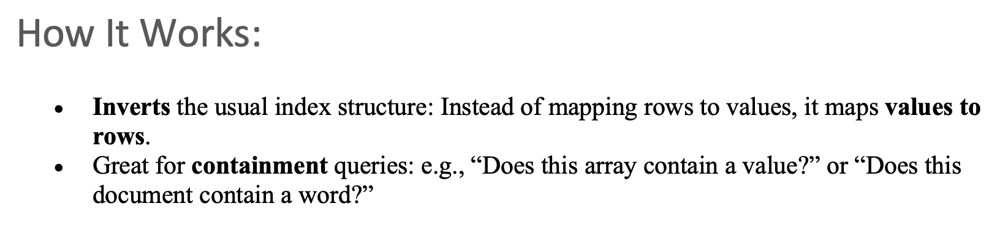 How It Works:
• Inverts the usual index structure: Instead of mapping rows to values, it maps values to
rows.
• Great for containment queries: e.g., “Does this array contain a value?” or “Does this
document contain a word?”